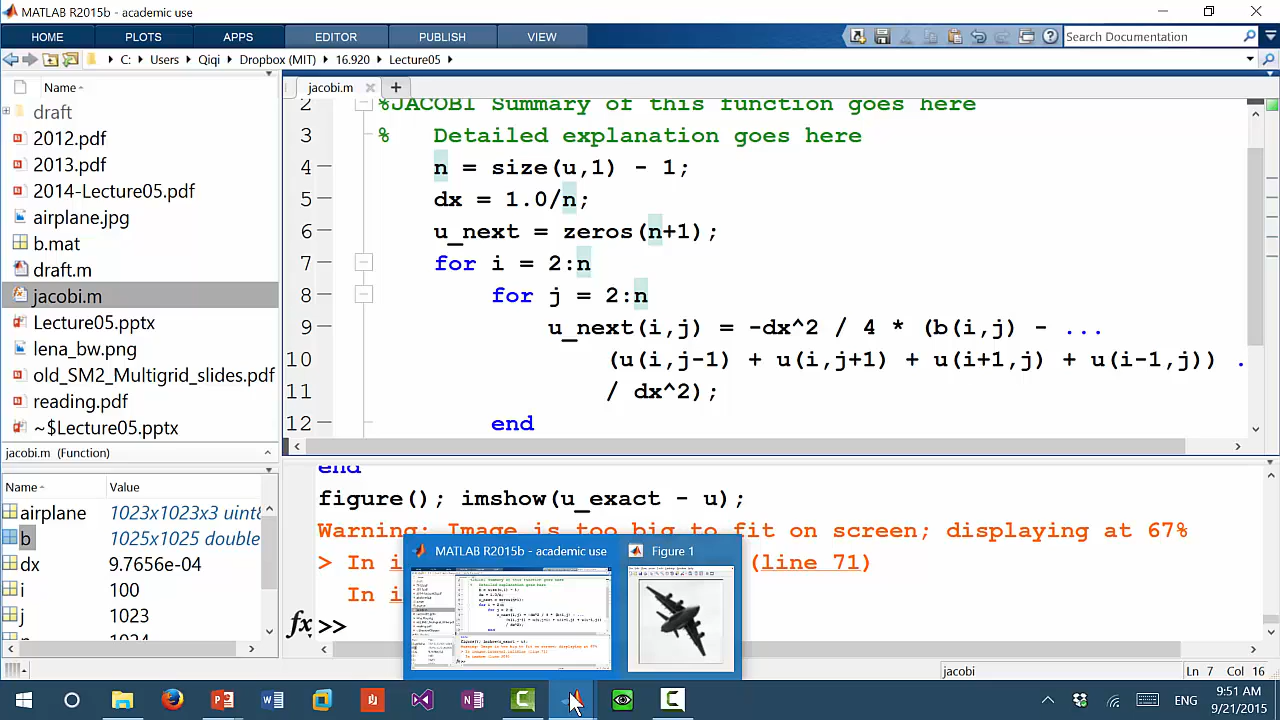 MATLAB R2015b - academic use
HOME PLOTS APPS EDITOR PUBLISH VIEW Search Documentation
C: Users Qiqi Dropbox (MIT) 16.920 Lecture05
Name
draft
2012.pdf
2013.pdf
2014-Lecture05.pdf
airplane.jpg
b.mat
draft.m
jacobi.m
Lecture05.pptx
lena_bw.png
old_SM2_Multigrid_slides.pdf
reading.pdf
~$Lecture05.pptx
jacobi.m (Function)
Name Value
airplane 1023x1023x3 uint8
b 1025x1025 double
dx 9.7656e-04
i 100
j 1023
jacobi.m
2 %JACOBI Summary of this function goes here
3 % Detailed explanation goes here
4 n = size(u,1) - 1;
5 dx = 1.0/n;
6 u_next = zeros(n+1);
7 for i = 2:n
8 for j = 2:n
9 u_next(i,j) = -dx^2 / 4 * (b(i,j) - ...
10 (u(i,j-1) + u(i,j+1) + u(i+1,j) + u(i-1,j)) .
11 / dx^2);
12 end
end
figure(); imshow(u_exact - u);
Warning: Image is too big to fit on screen; displaying at 67%
> In i (line 71)
In i
fx >>
MATLAB R2015b - academic use
Figure 1
jacobi Ln 7 Col 16
ENG 9:51 AM
9/21/2015